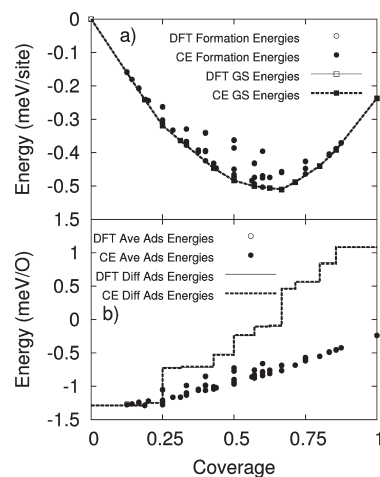 0
a)
DFT Formation Energies
CE Formation Energies
DFT GS Energies
CE GS Energies
-0.1
-0.2
-0.3
-0.4
-0.5
Energy (meV/site)
1.5
DFT Ave Ads Energies
CE Ave Ads Energies
DFT Diff Ads Energies
CE Diff Ads Energies
b)
1
0.5
0
-0.5
-1
-1.5
Energy (meV/O)
0 0.25 0.5 0.75 1
Coverage